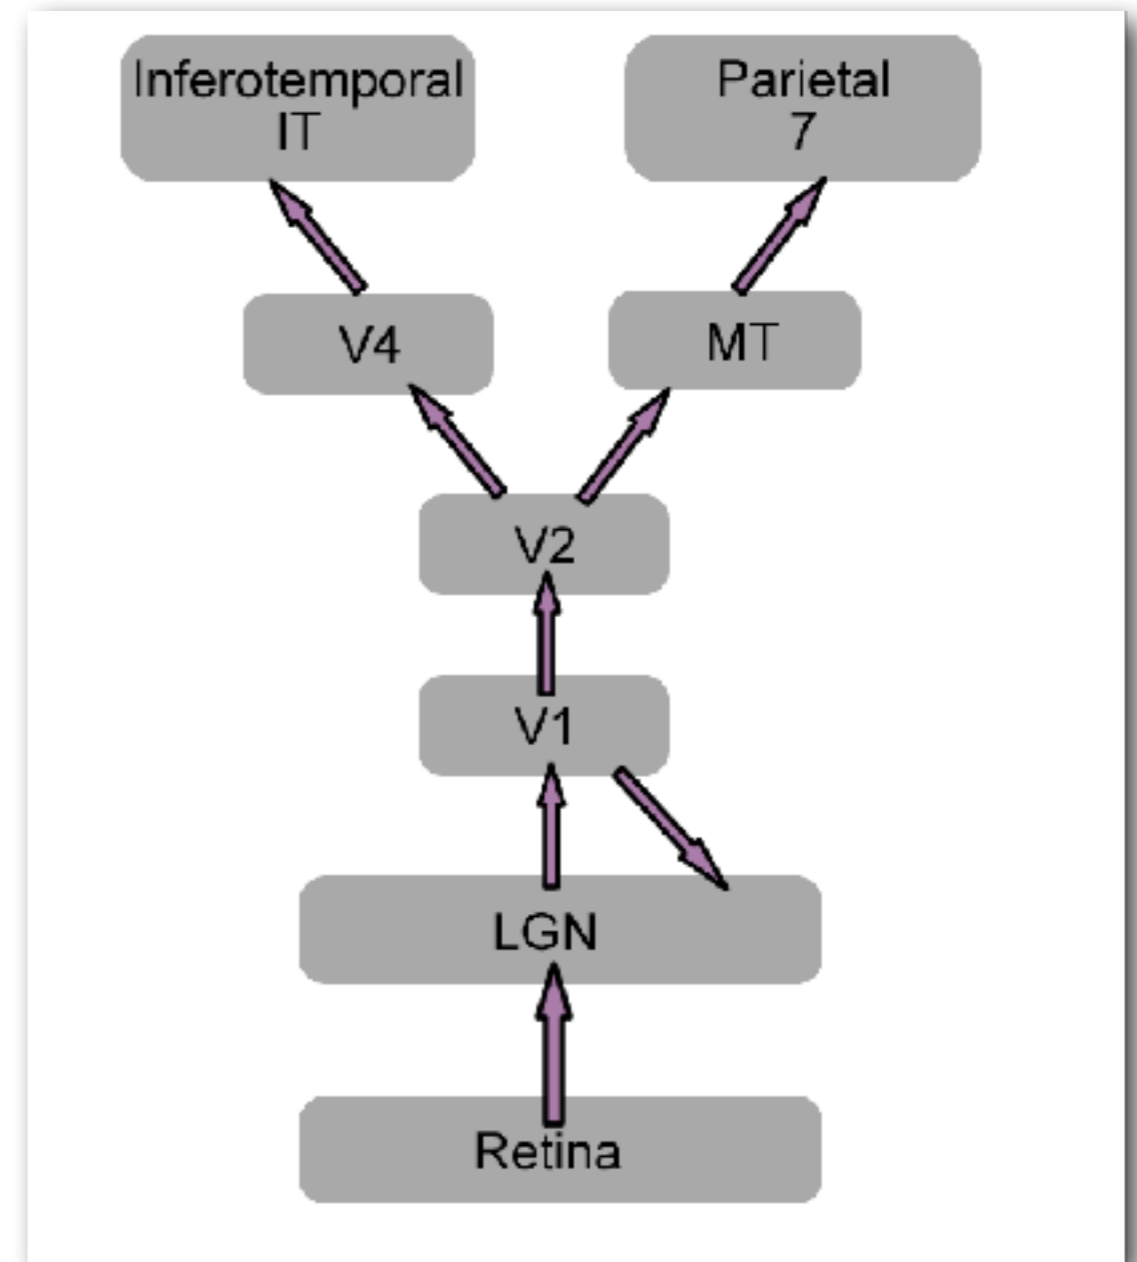 Inferotemporal
IT
Parietal
7
V4
MT
V2
V1
LGN
Retina